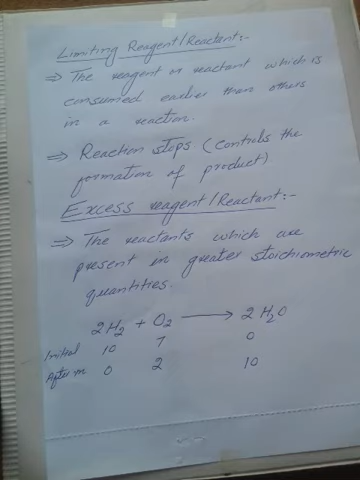 Limiting Reagent/Reactant:-
⇒ The reagent or reactant which is
consumed earlier than others
in a reaction.
⇒ Reaction stops (controls the
formation of product)
Excess reagent/Reactant:-
⇒ The reactants which are
present in greater stoichiometric
quantities.
2H₂ + O₂ ⟶ 2H₂O
Initial 10 7 0
After rxn 0 2 10